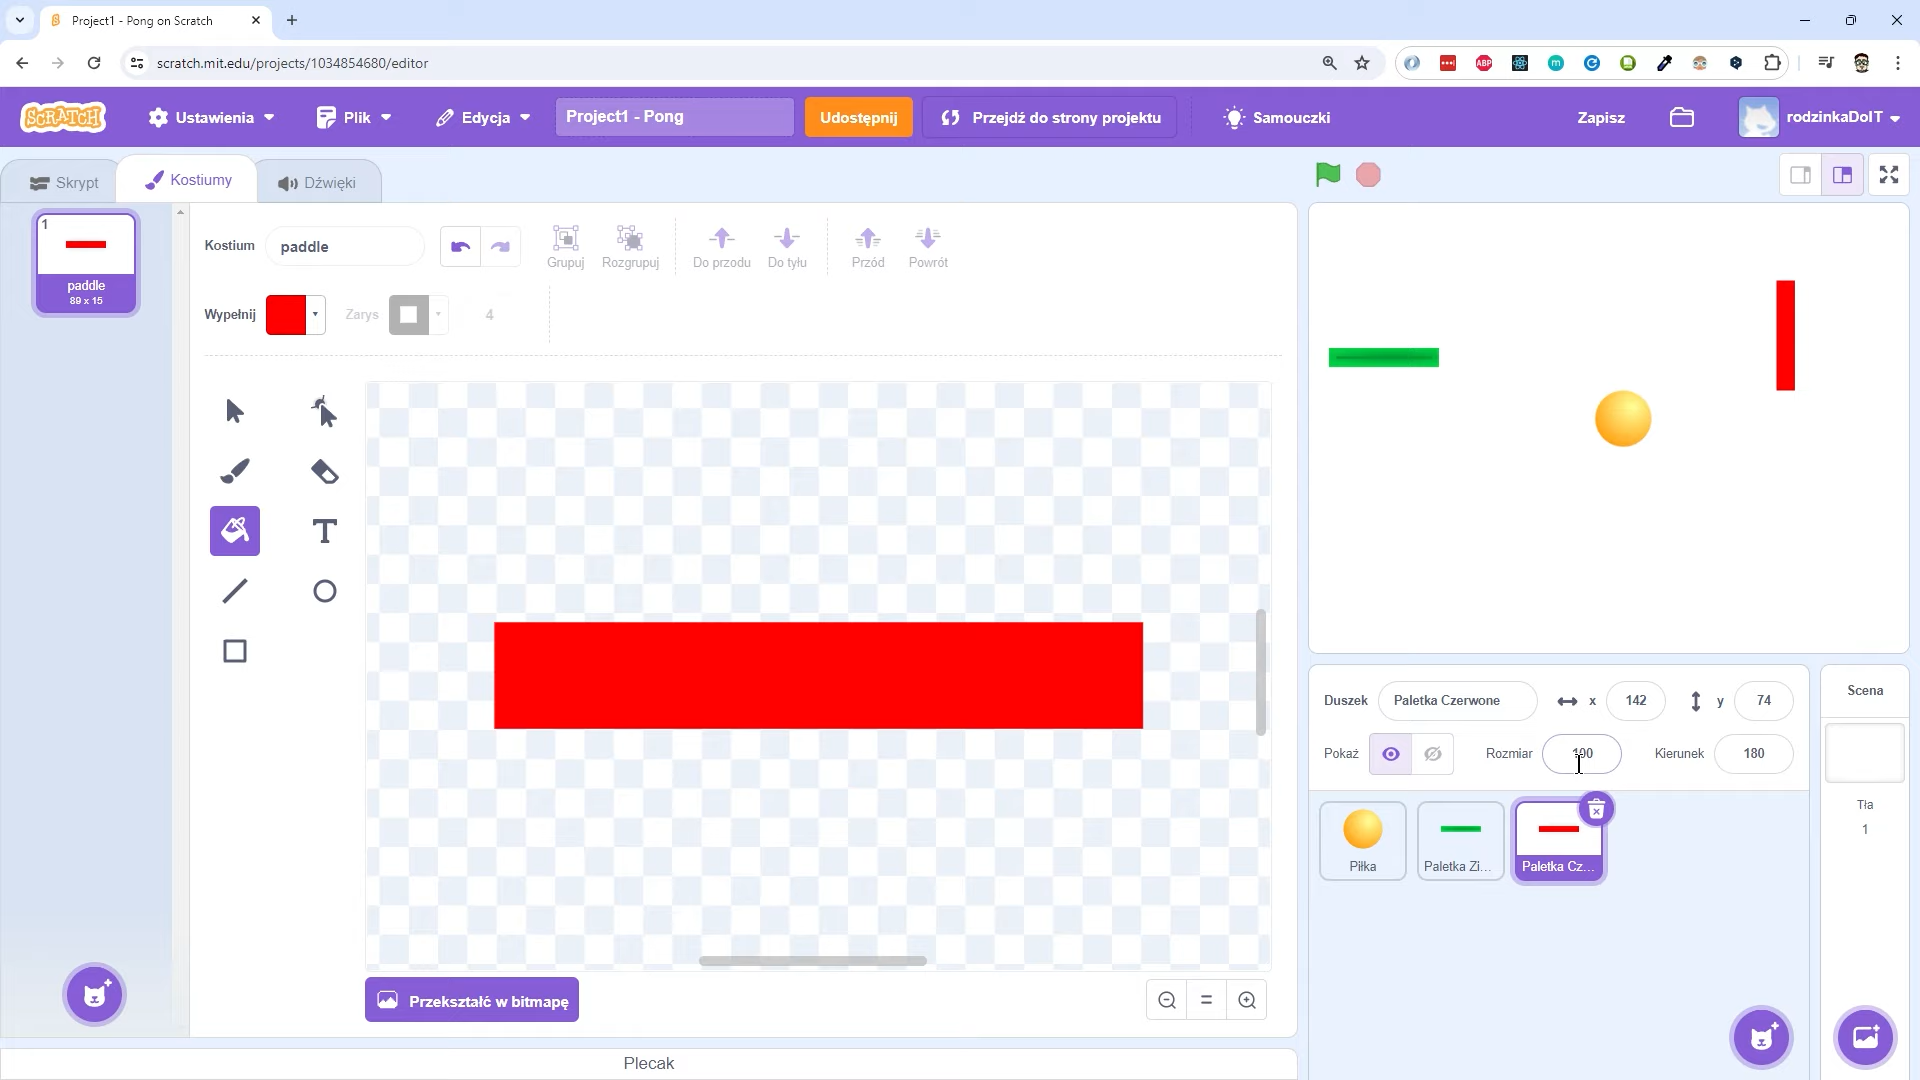 Project1 - Pong on Scratch
scratch.mit.edu/projects/1034854680/editor
ABP
m
SCRATCH
Ustawienia
Plik
Edycja
Project1 - Pong
Udostępnij
Przejdź do strony projektu
Samouczki
Zapisz
rodzinkaDoIT
Skrypt
Kostiumy
Dźwięki
1
paddle
89 x 15
Kostium
paddle
Grupuj
Rozgrupuj
Do przodu
Do tyłu
Przód
Powrót
Wypełnij
Zarys
4
T
Przekształć w bitmapę
Plecak
Duszek
Paletka Czerwone
x
142
y
74
Pokaż
Rozmiar
100
Kierunek
180
Piłka
Paletka Zi...
Paletka Cz...
Scena
Tła
1